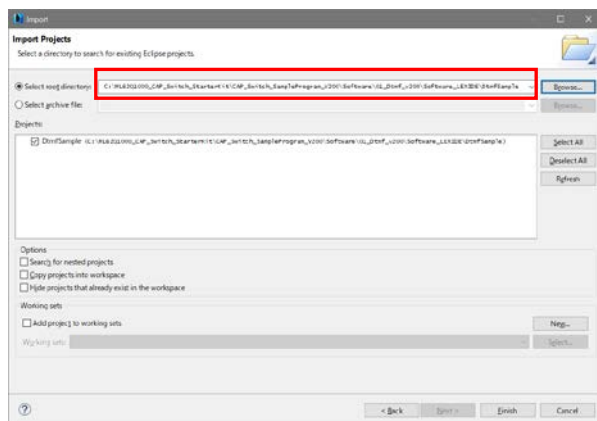 Import
Import Projects
Select a directory to search for existing Eclipse projects.
Select root directory:
Browse...
Select archive file:
Browse...
Projects:
DtmfSample
Select All
Deselect All
Refresh
Options
Search for nested projects
Copy projects into workspace
Hide projects that already exist in the workspace
Working sets
Add project to working sets
New...
Working sets:
Select...
< Back
Next >
Finish
Cancel